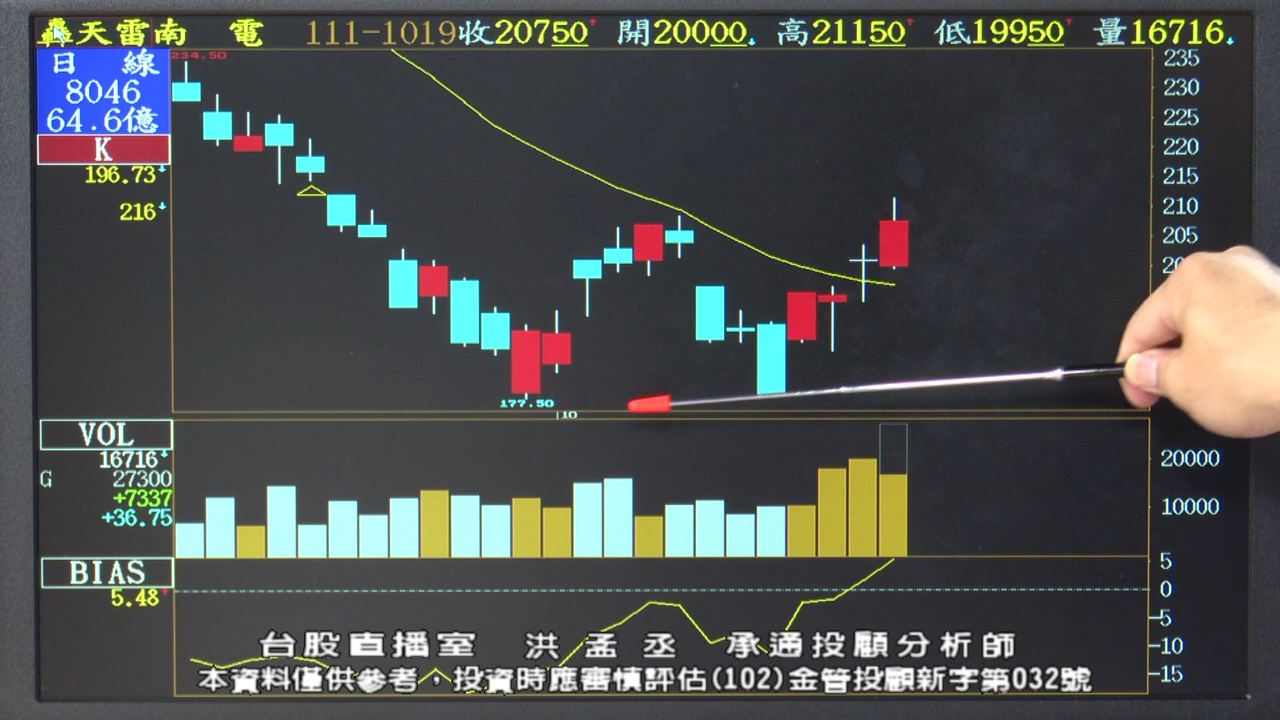 轟天雷南 電 111-1019收20750↑ 開20000↓ 高21150↑ 低19950↑ 量16716↓
234.50
日 線
8046
64.6億
K
196.73↓
216↓
235
230
225
220
215
210
205
177.50
10
VOL
16716↓
G 27300
+7337
+36.75
20000
10000
BIAS
5.48↑
5
0
-5
-10
-15
台股直播室 洪孟丞 承通投顧分析師
本資料僅供參考，投資時應審慎評估(102)金管投顧新字第032號